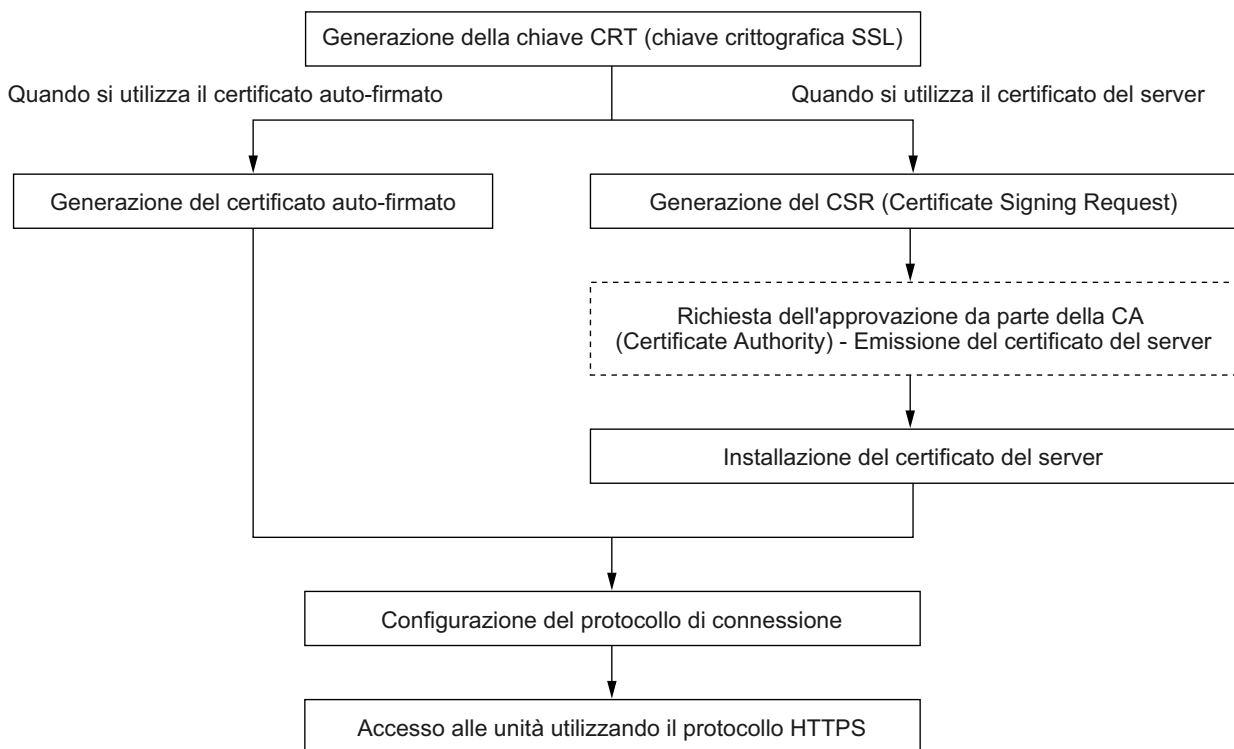 Generazione della chiave CRT (chiave crittografica SSL)
Quando si utilizza il certificato auto-firmato
Quando si utilizza il certificato del server
Generazione del certificato auto-firmato
Generazione del CSR (Certificate Signing Request)
Richiesta dell'approvazione da parte della CA
(Certificate Authority) - Emissione del certificato del server
Installazione del certificato del server
Configurazione del protocollo di connessione
Accesso alle unità utilizzando il protocollo HTTPS